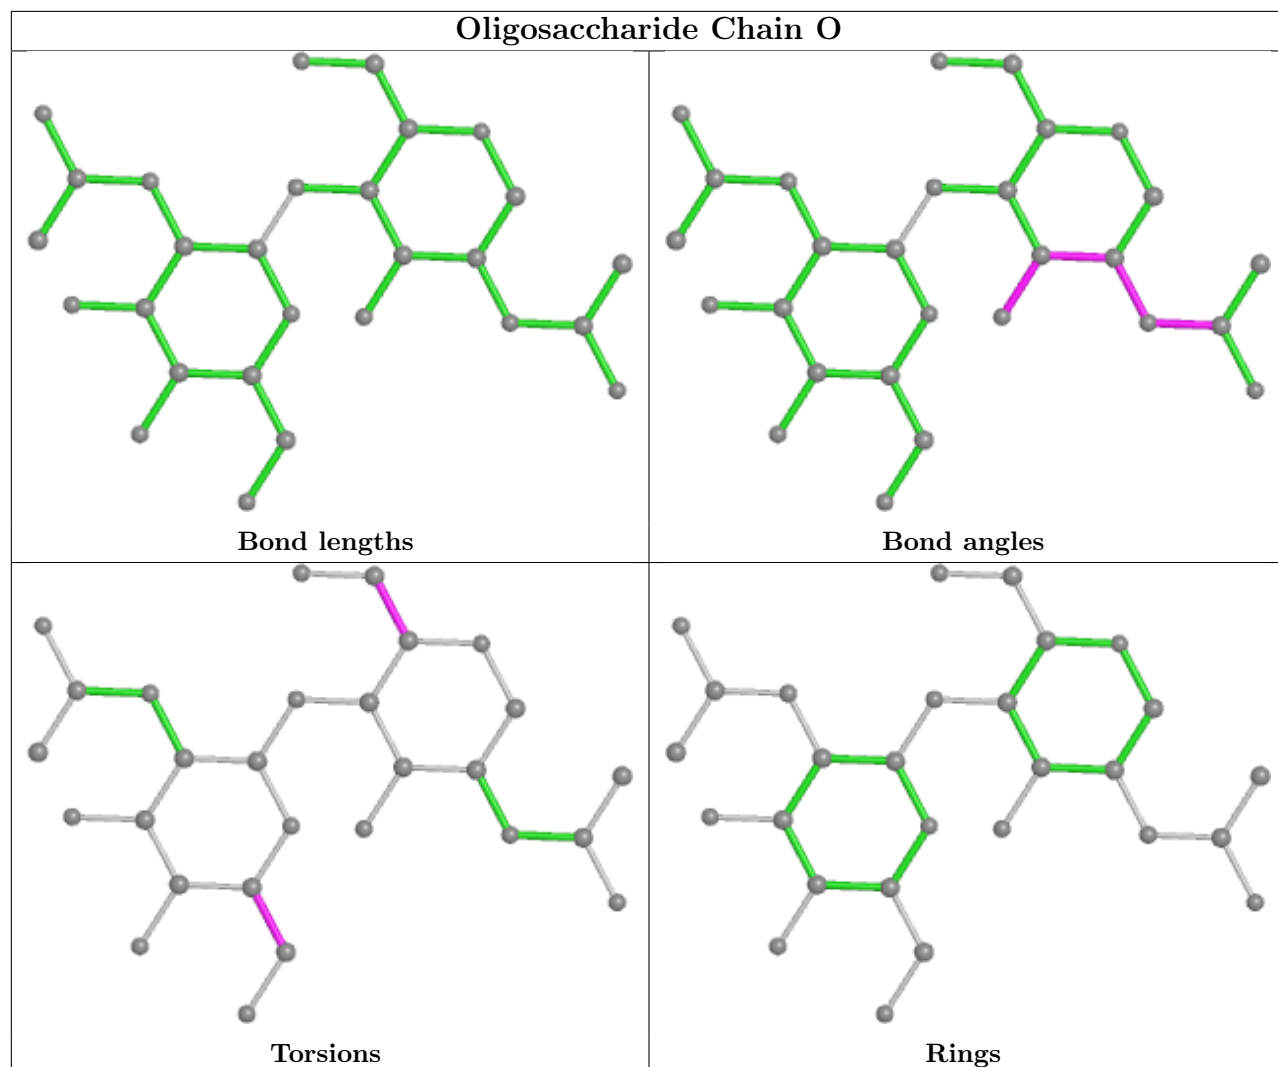 Oligosaccharide Chain O
Bond lengths
Bond angles
Torsions
Rings